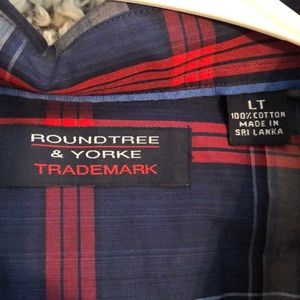 ROUNDTREE
& YORKE
TRADEMARK
LT
100% COTTON
MADE IN
SRI LANKA